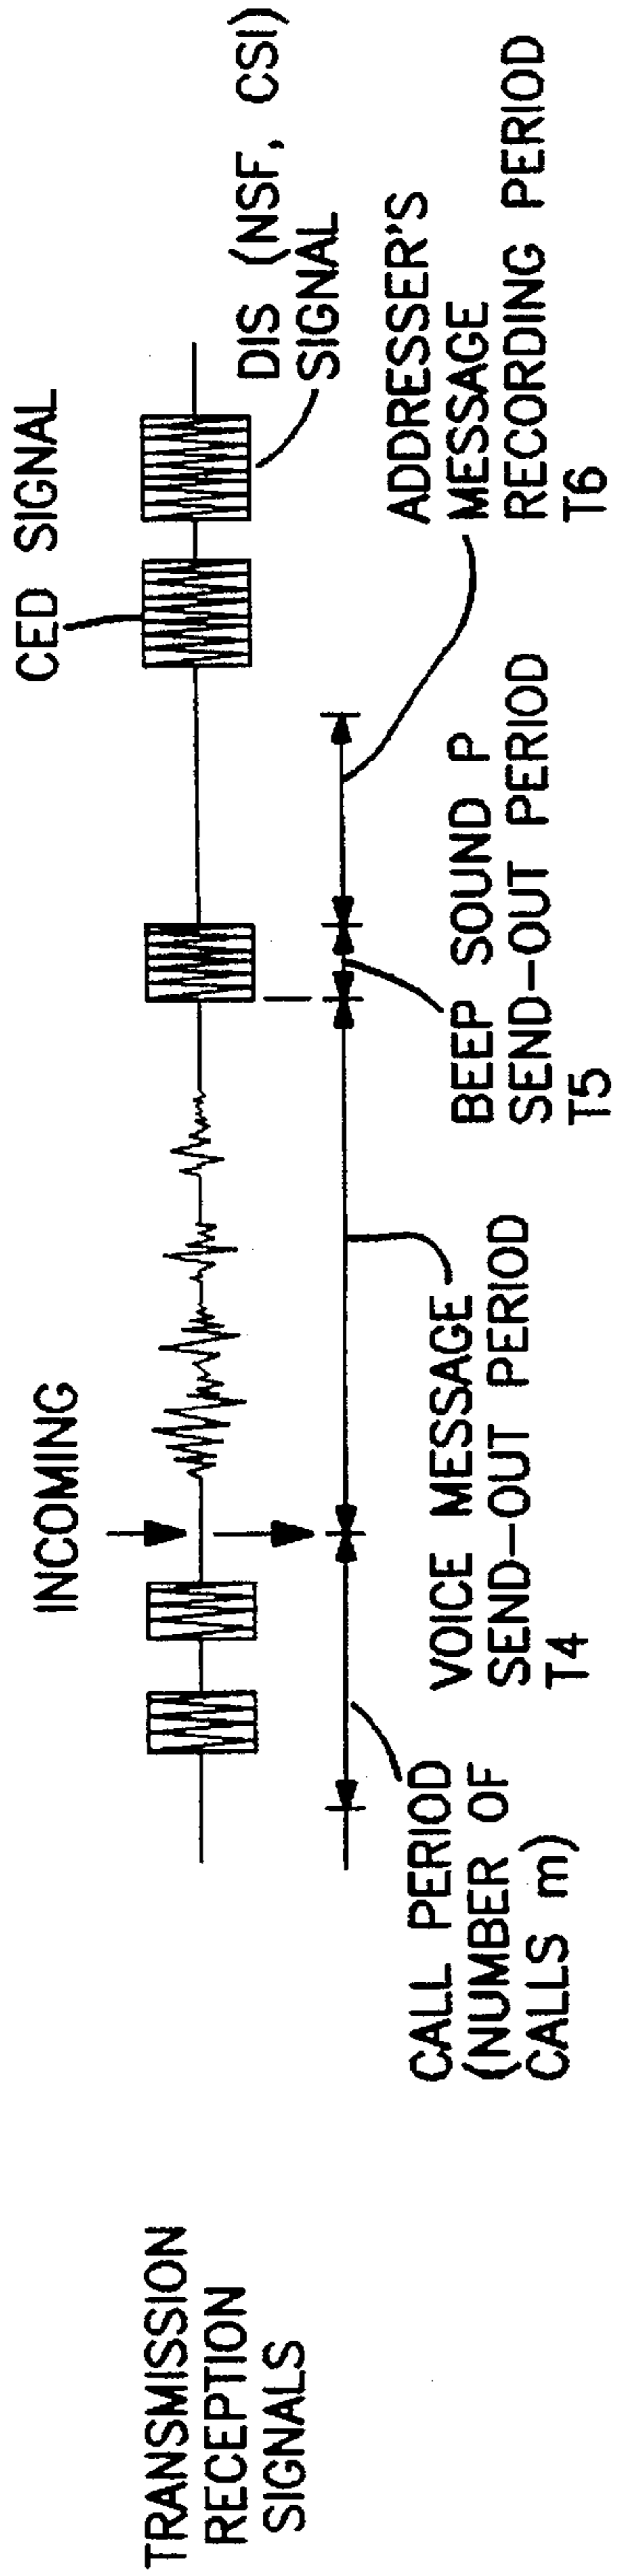 TRANSMISSION
RECEPTION
SIGNALS
INCOMING
CED SIGNAL
DIS (NSF, CSI)
SIGNAL
CALL PERIOD
(NUMBER OF
CALLS m)
VOICE MESSAGE
SEND-OUT PERIOD
T4
BEEP SOUND P
SEND-OUT PERIOD
T5
ADDRESSER'S
MESSAGE
RECORDING PERIOD
T6